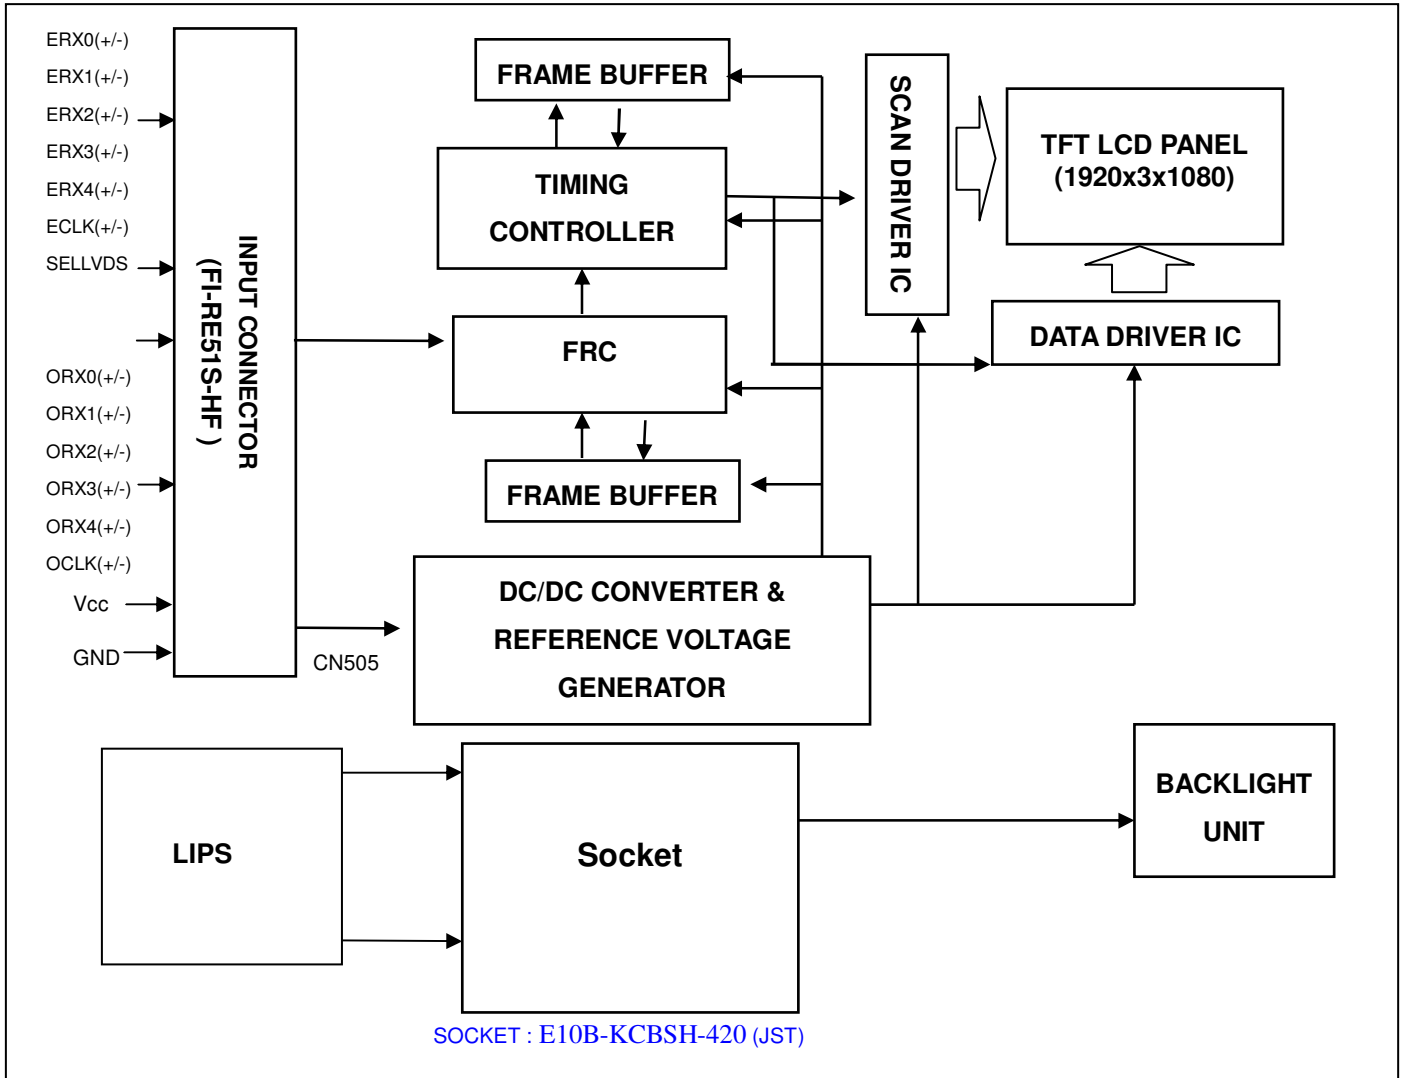 ERX0(+/-)
ERX1(+/-)
ERX2(+/-)
ERX3(+/-)
ERX4(+/-)
ECLK(+/-)
SELLVDS
ORX0(+/-)
ORX1(+/-)
ORX2(+/-)
ORX3(+/-)
ORX4(+/-)
OCLK(+/-)
Vcc
GND
INPUT CONNECTOR
(FI-RE51S-HF )
CN505
FRAME BUFFER
TIMING
CONTROLLER
FRC
FRAME BUFFER
DC/DC CONVERTER &
REFERENCE VOLTAGE
GENERATOR
SCAN DRIVER IC
TFT LCD PANEL
(1920x3x1080)
DATA DRIVER IC
LIPS
Socket
BACKLIGHT
UNIT
SOCKET : E10B-KCBSH-420 (JST)